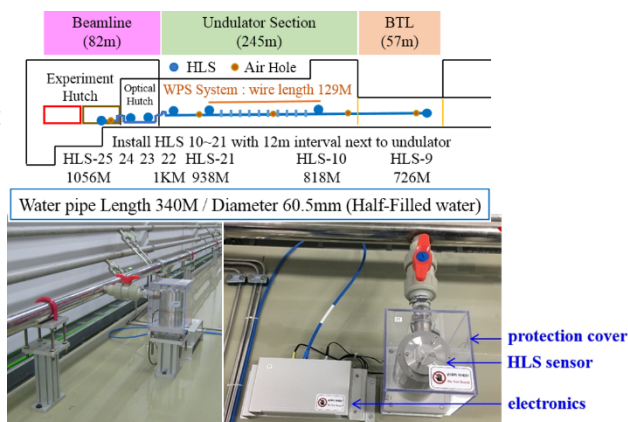 Beamline
(82m)
Undulator Section
(245m)
BTL
(57m)
HLS
Air Hole
Experiment
Hutch
Optical
Hutch
WPS System : wire length 129M
Install HLS 10~21 with 12m interval next to undulator
HLS-25 24 23 22 HLS-21 HLS-10 HLS-9
1056M 1KM 938M 818M 726M
Water pipe Length 340M / Diameter 60.5mm (Half-Filled water)
protection cover
HLS sensor
electronics